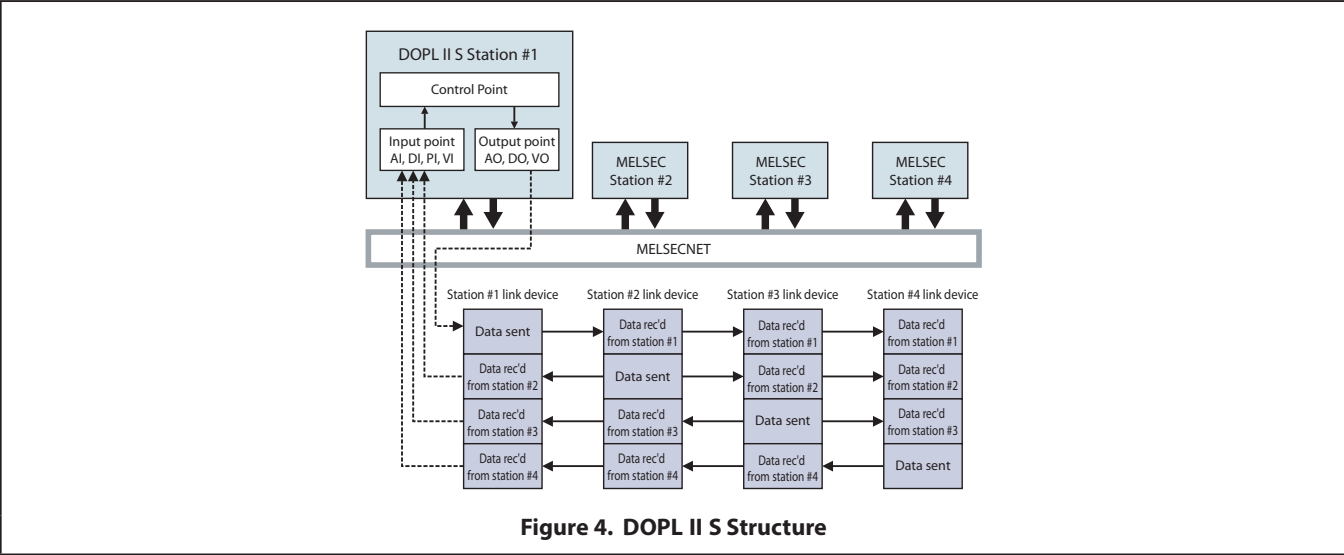 DOPL II S Station #1
Control Point
Input point
AI, DI, PI, VI
Output point
AO, DO, VO
MELSEC
Station #2
MELSEC
Station #3
MELSEC
Station #4
MELSECNET
Station #1 link device
Station #2 link device
Station #3 link device
Station #4 link device
Data sent
Data rec'd
from station #1
Data rec'd
from station #1
Data rec'd
from station #1
Data rec'd
from station #2
Data sent
Data rec'd
from station #2
Data rec'd
from station #2
Data rec'd
from station #3
Data rec'd
from station #3
Data sent
Data rec'd
from station #3
Data rec'd
from station #4
Data rec'd
from station #4
Data rec'd
from station #4
Data sent
Figure 4. DOPL II S Structure